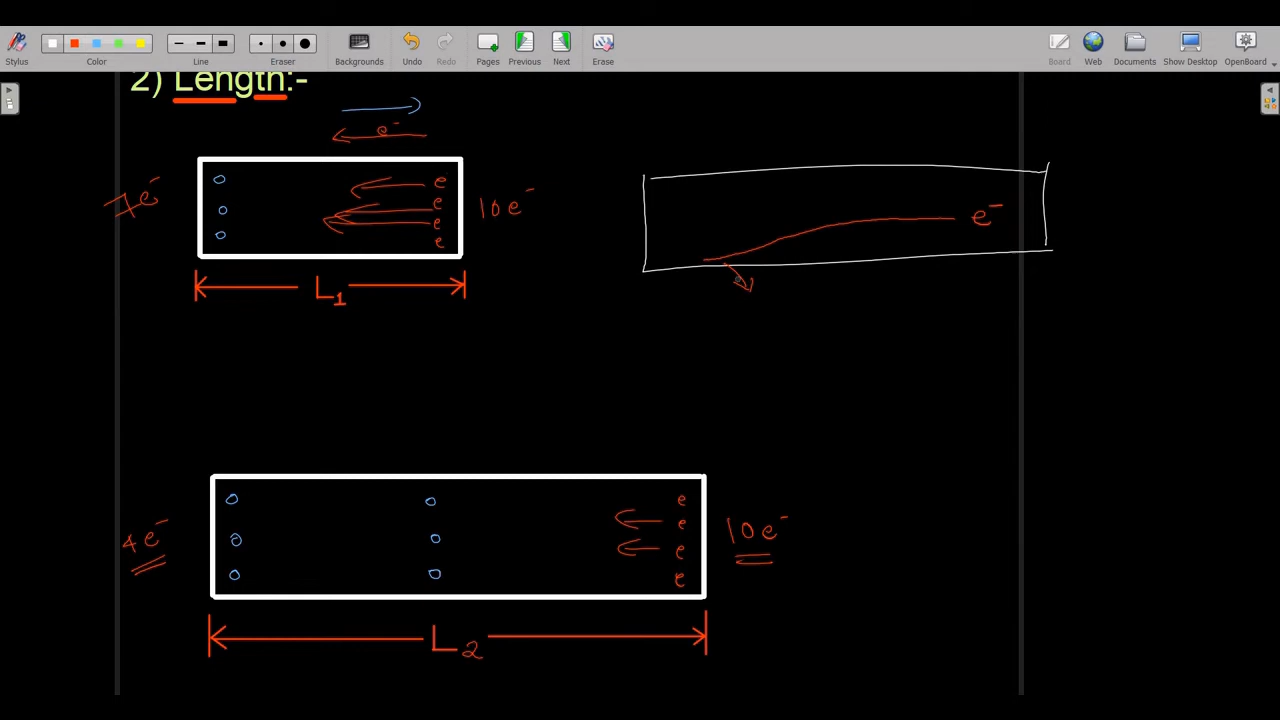 Stylus Color Line Eraser Backgrounds Undo Redo Pages Previous Next Erase Board Web Documents Show Desktop OpenBoard
2) Length:-
e⁻
7e⁻
e
e
e
e
10e⁻
L₁
e⁻
4e⁻
e
e
e
e
10e⁻
L₂